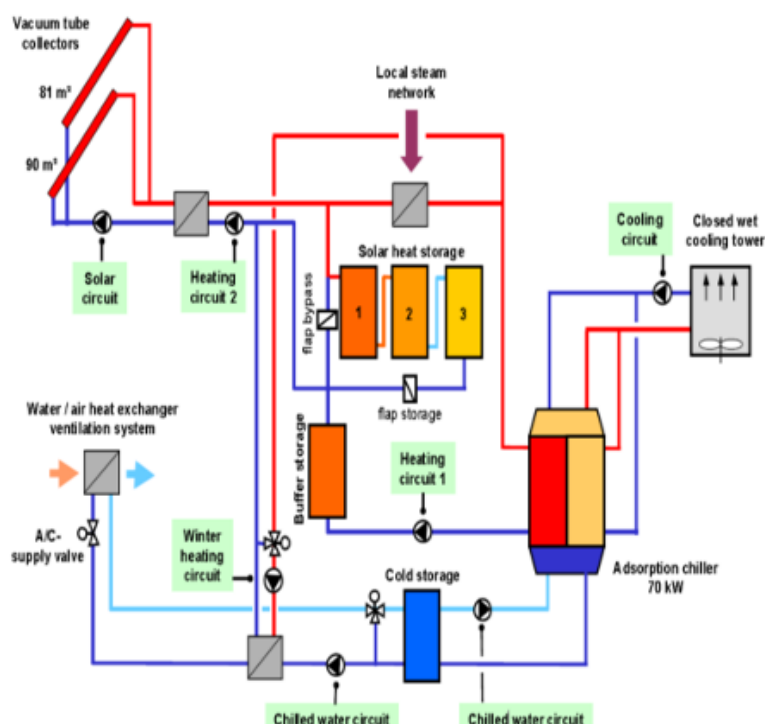 Vacuum tube
collectors
81 m²
90 m²
Local steam
network
Solar
circuit
Heating
circuit 2
Solar heat storage
1
2
3
flap bypass
flap storage
Cooling
circuit
Closed wet
cooling tower
Water / air heat exchanger
ventilation system
A/C-
supply valve
Buffer storage
Heating
circuit 1
Winter
heating
circuit
Cold storage
Adsorption chiller
70 kW
Chilled water circuit
Chilled water circuit